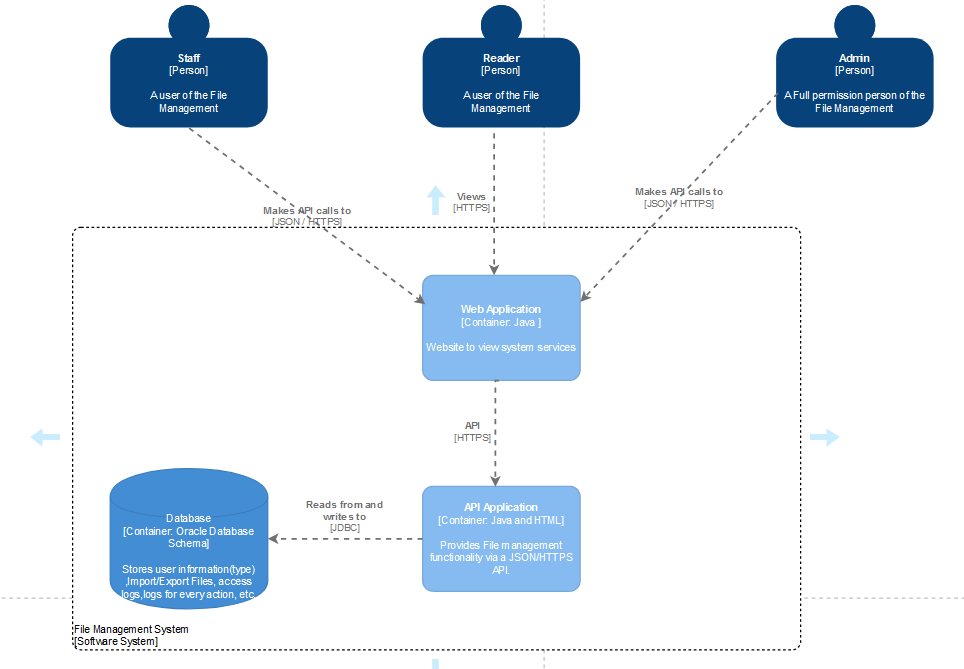 Staff
[Person]
A user of the File
Management
Reader
[Person]
A user of the File
Management
Admin
[Person]
A Full permission person of the
File Management
Makes API calls to
[JSON / HTTPS]
Views
[HTTPS]
Makes API calls to
[JSON / HTTPS]
Web Application
[Container: Java ]
Website to view system services
API
[HTTPS]
Database
[Container: Oracle Database
Schema]
Stores user information(type)
,Import/Export Files, access
logs,logs for every action, etc.
Reads from and
writes to
[JDBC]
API Application
[Container: Java and HTML]
Provides File management
functionality via a JSON/HTTPS
API.
File Management System
[Software System]